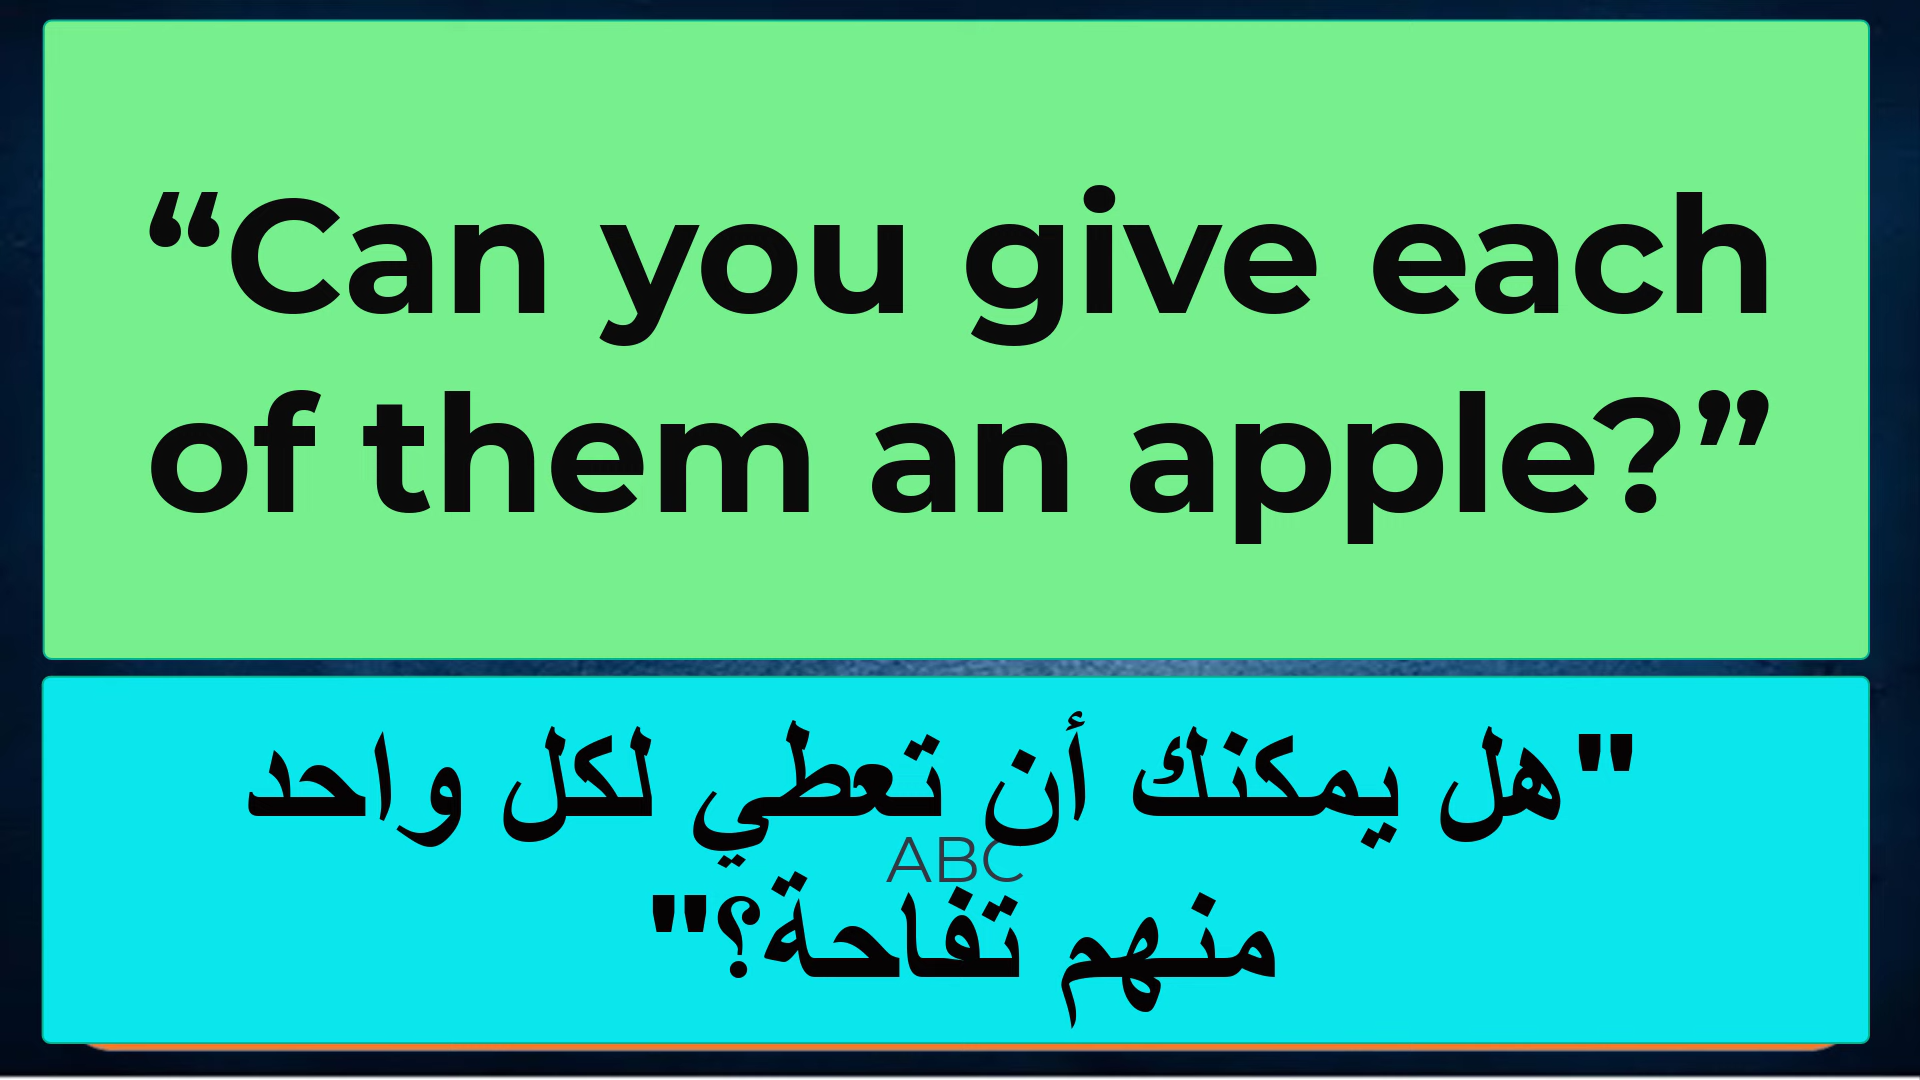 “Can you give each
of them an apple?”
"هل يمكنك أن تعطي لكل واحد
ABC
منهم تفاحة؟"